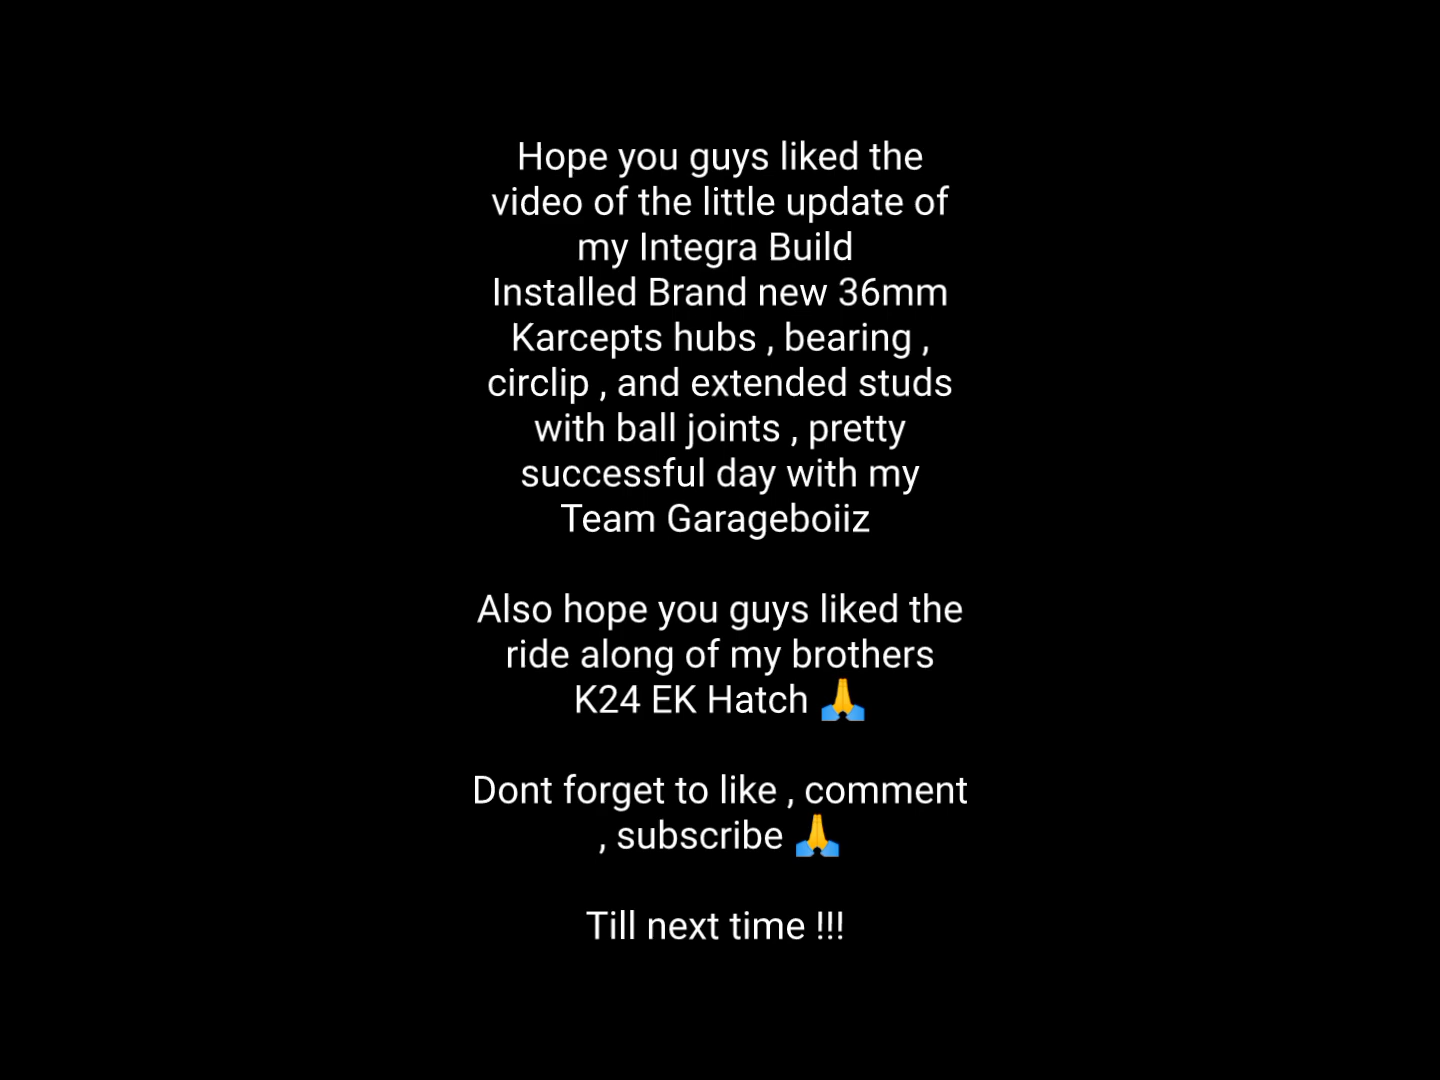 Hope you guys liked the
video of the little update of
my Integra Build
Installed Brand new 36mm
Karcepts hubs , bearing ,
circlip , and extended studs
with ball joints , pretty
successful day with my
Team Garageboiiz
Also hope you guys liked the
ride along of my brothers
K24 EK Hatch 🙏
Dont forget to like , comment
, subscribe 🙏
Till next time !!!